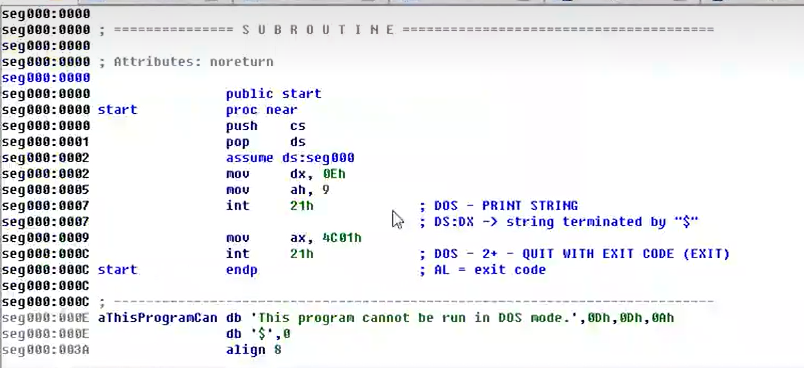 seg000:0000
seg000:0000 ; =============== S U B R O U T I N E =======================================
seg000:0000
seg000:0000 ; Attributes: noreturn
seg000:0000
seg000:0000 public start
seg000:0000 start proc near
seg000:0000 push cs
seg000:0001 pop ds
seg000:0002 assume ds:seg000
seg000:0002 mov dx, 0Eh
seg000:0005 mov ah, 9
seg000:0007 int 21h ; DOS - PRINT STRING
seg000:0007 ; DS:DX -> string terminated by "$"
seg000:0009 mov ax, 4C01h
seg000:000C int 21h ; DOS - 2+ - QUIT WITH EXIT CODE (EXIT)
seg000:000C start endp ; AL = exit code
seg000:000C
seg000:000C ; ---------------------------------------------------------------------------
seg000:000E aThisProgramCan db 'This program cannot be run in DOS mode.',0Dh,0Dh,0Ah
seg000:000E db '$',0
seg000:003A align 8